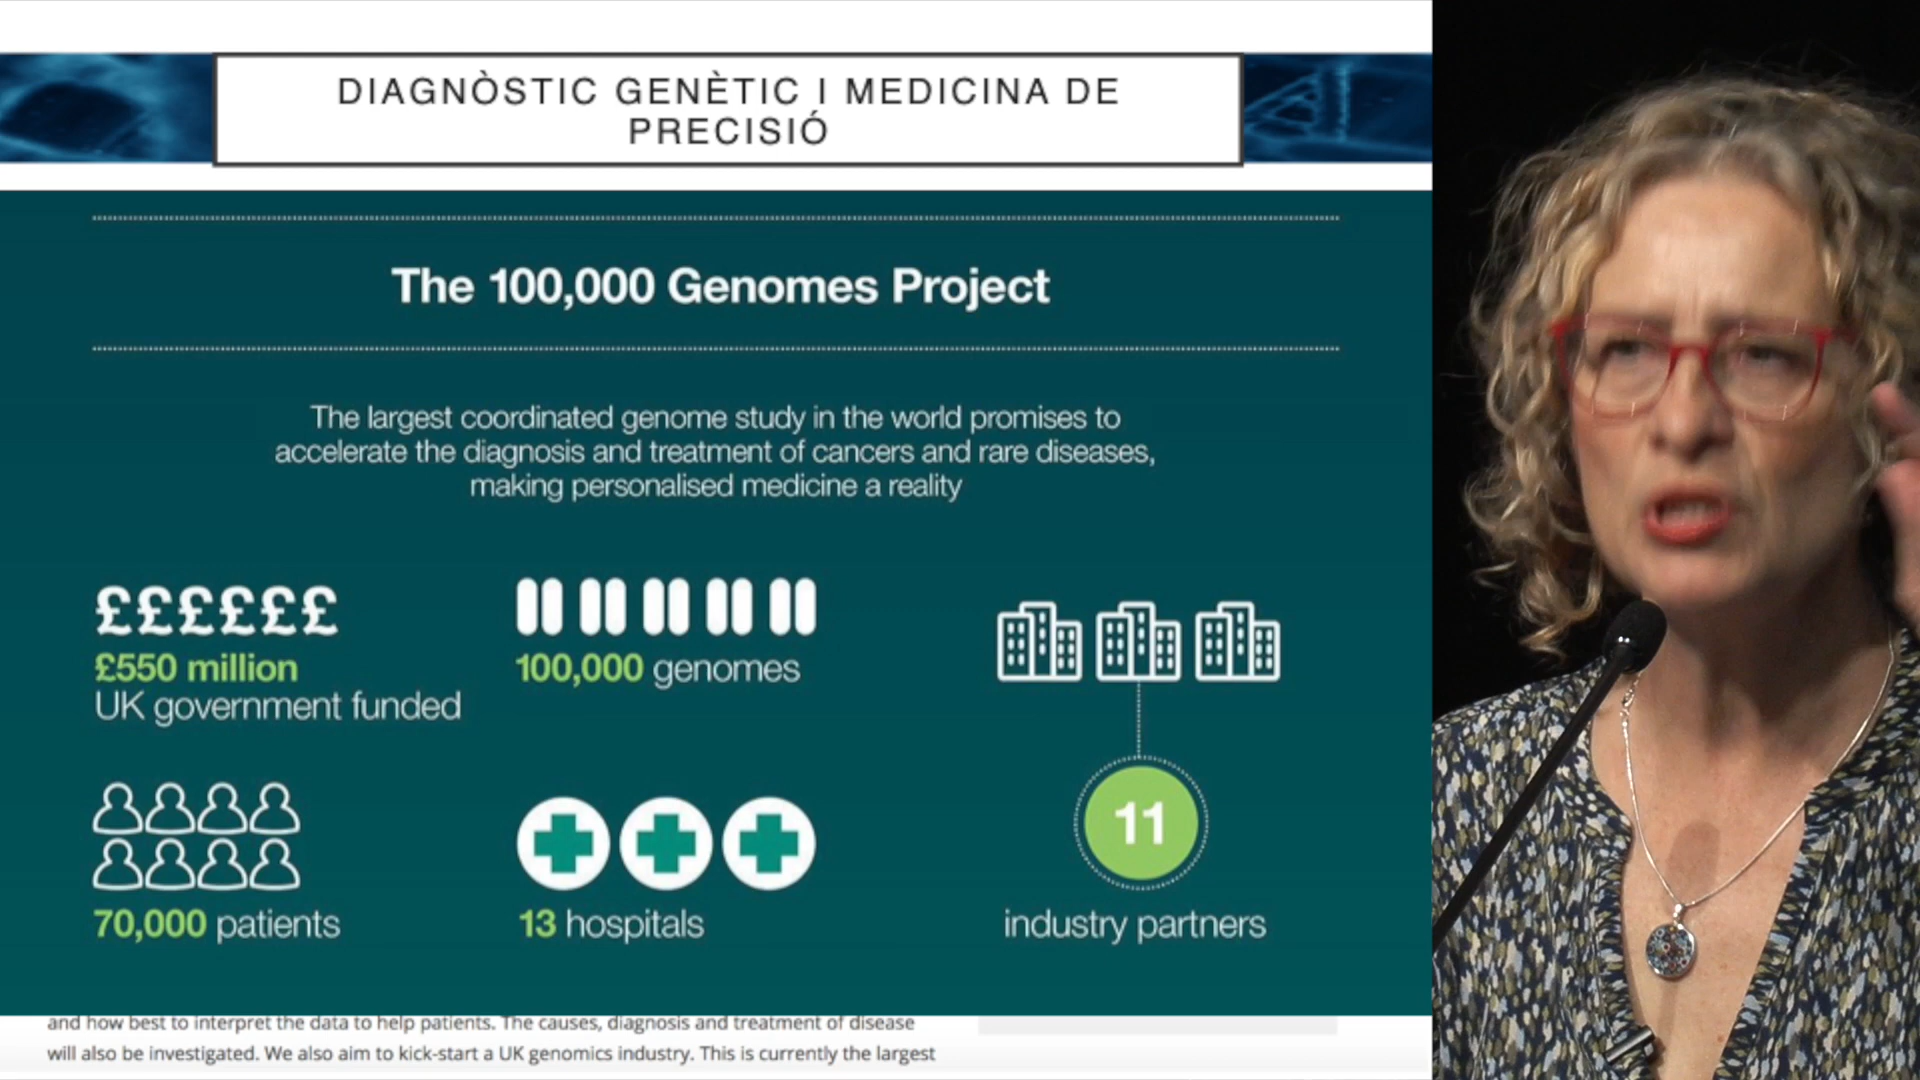 DIAGNÒSTIC GENÈTIC I MEDICINA DE
PRECISIÓ
The 100,000 Genomes Project
The largest coordinated genome study in the world promises to
accelerate the diagnosis and treatment of cancers and rare diseases,
making personalised medicine a reality
££££££
£550 million
UK government funded
100,000 genomes
70,000 patients
13 hospitals
11
industry partners
and how best to interpret the data to help patients. The causes, diagnosis and treatment of disease
will also be investigated. We also aim to kick-start a UK genomics industry. This is currently the largest